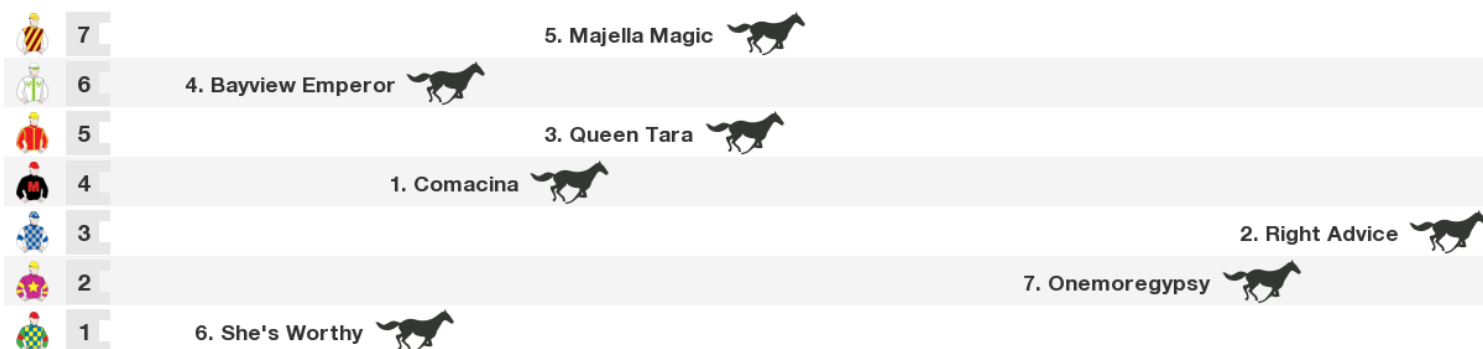 7 5. Majella Magic
6 4. Bayview Emperor
5 3. Queen Tara
M 4 1. Comacina
3 2. Right Advice
2 7. Onemoregypsy
1 6. She's Worthy